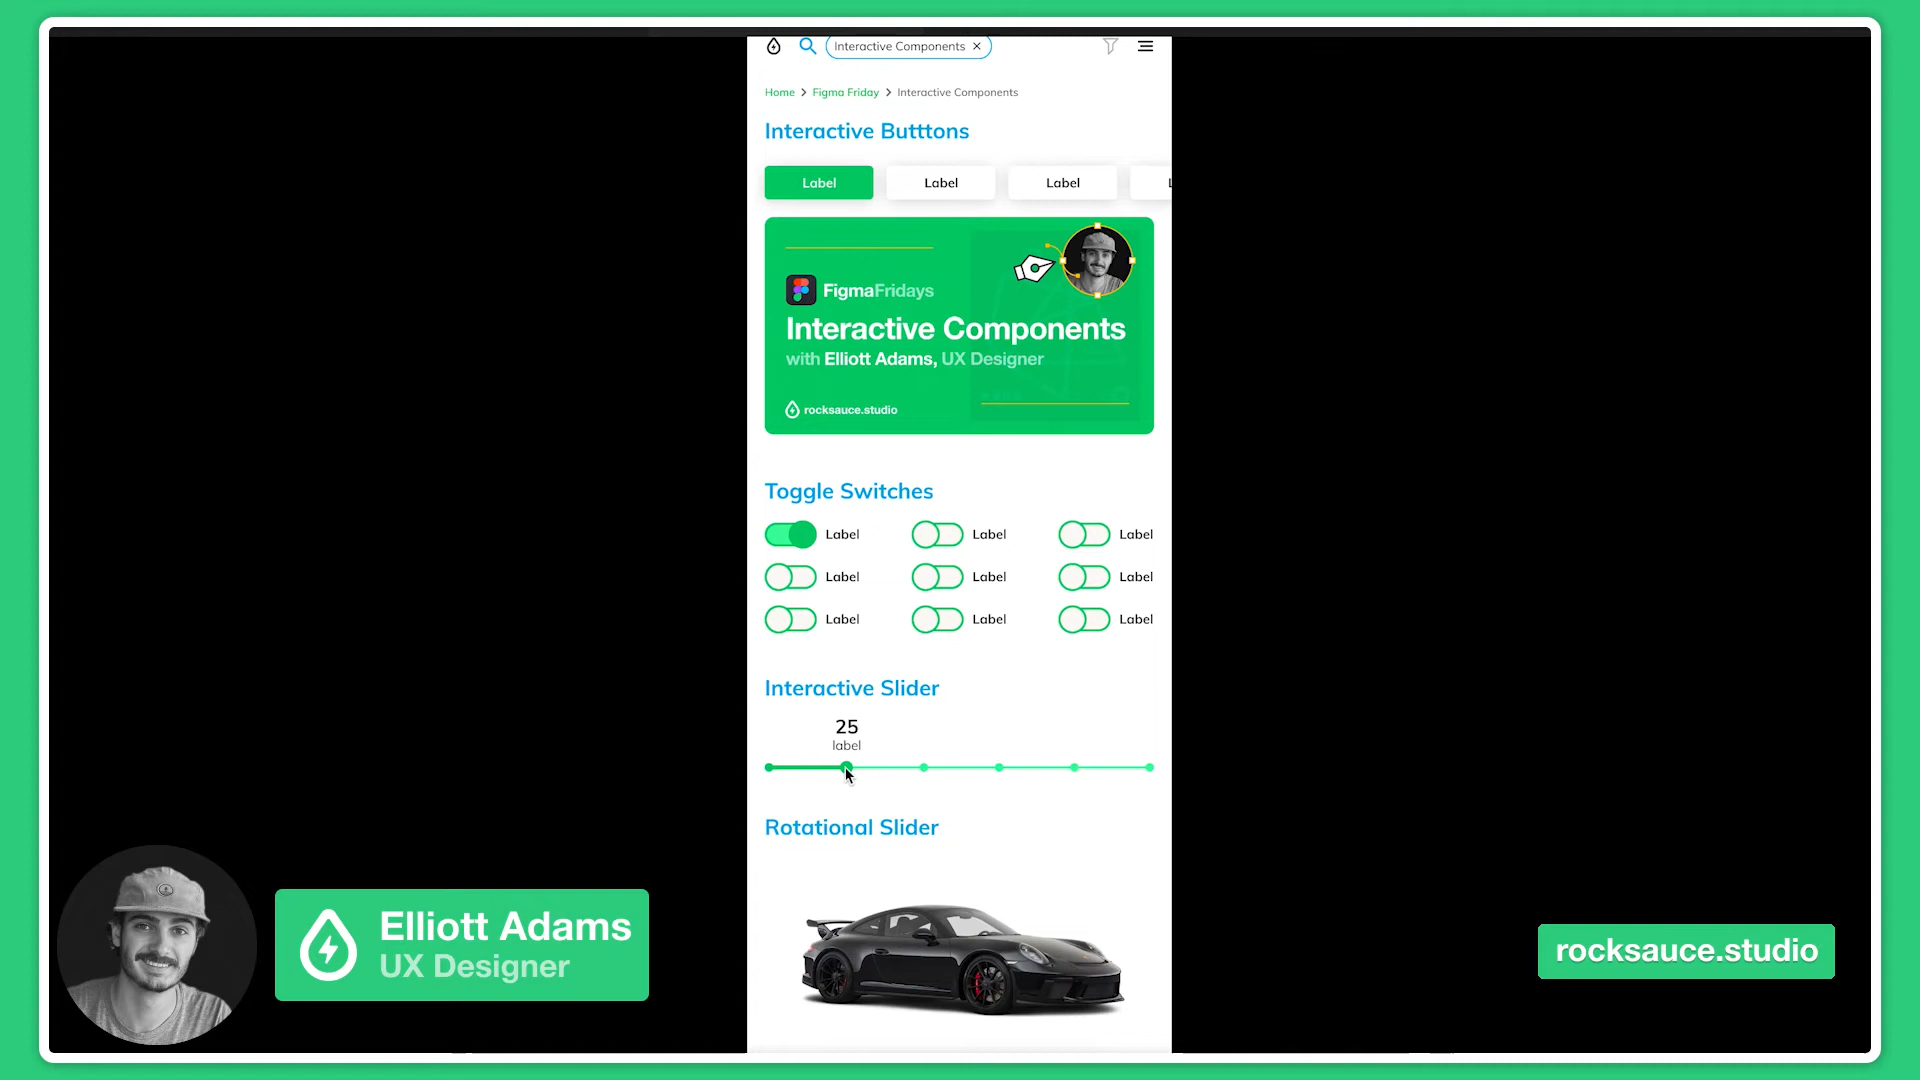 Interactive Components
Home Figma Friday Interactive Components
Interactive Butttons
Label Label Label
FigmaFridays
Interactive Components
with Elliott Adams, UX Designer
rocksauce.studio
Toggle Switches
Label Label Label
Label Label Label
Label Label Label
Interactive Slider
25
label
Rotational Slider
Elliott Adams
UX Designer
rocksauce.studio